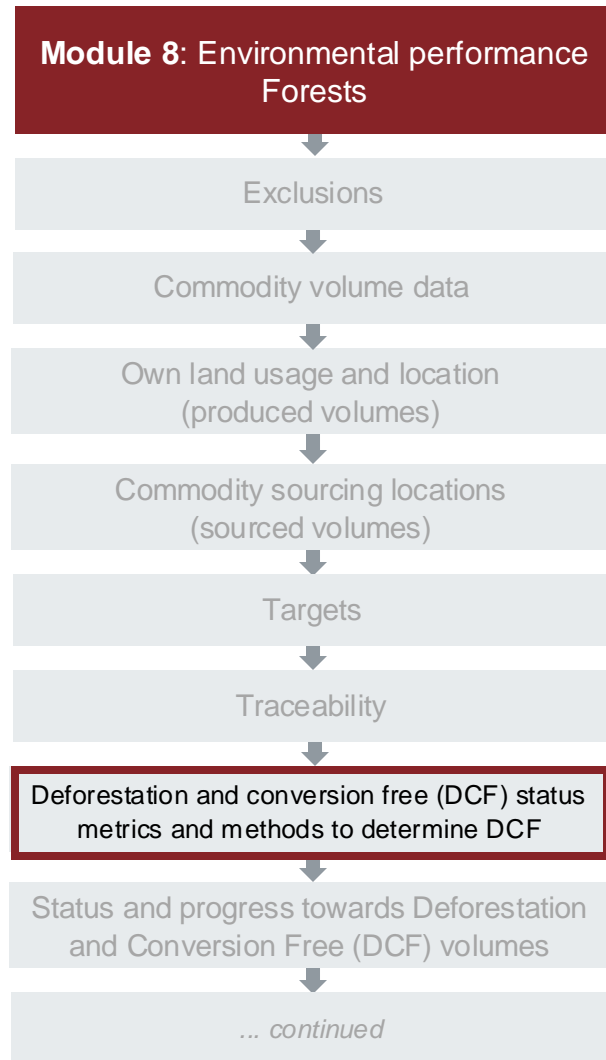 Module 8: Environmental performance
Forests
Exclusions
Commodity volume data
Own land usage and location
(produced volumes)
Commodity sourcing locations
(sourced volumes)
Targets
Traceability
Deforestation and conversion free (DCF) status
metrics and methods to determine DCF
Status and progress towards Deforestation
and Conversion Free (DCF) volumes
... continued